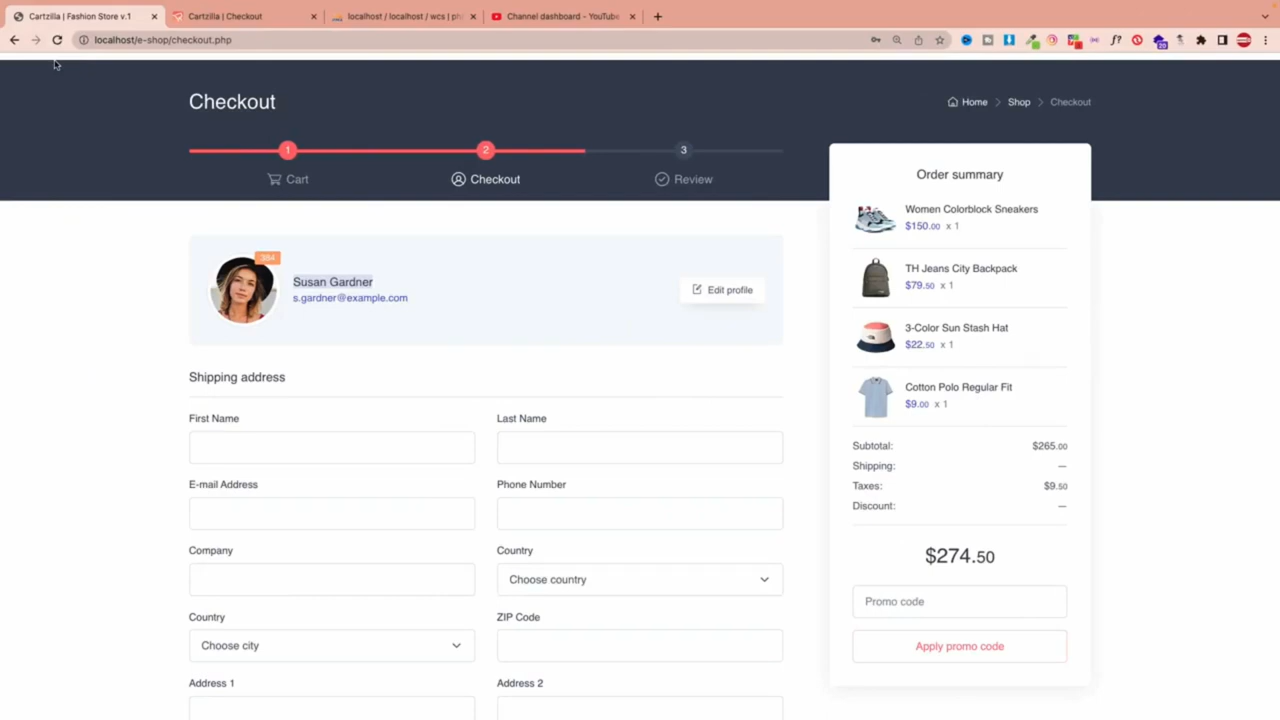 Cartzilla | Fashion Store v.1
Cartzilla | Checkout
localhost / localhost / wcs | ph
Channel dashboard - YouTube
localhost/e-shop/checkout.php
f?
20
Checkout
Home > Shop > Checkout
1
2
3
Cart
Checkout
Review
384
Susan Gardner
s.gardner@example.com
Edit profile
Shipping address
First Name
Last Name
E-mail Address
Phone Number
Company
Country
Choose country
Country
ZIP Code
Choose city
Address 1
Address 2
Order summary
Women Colorblock Sneakers
$150.00 x 1
TH Jeans City Backpack
$79.50 x 1
3-Color Sun Stash Hat
$22.50 x 1
Cotton Polo Regular Fit
$9.00 x 1
Subtotal: $265.00
Shipping: —
Taxes: $9.50
Discount: —
$274.50
Promo code
Apply promo code